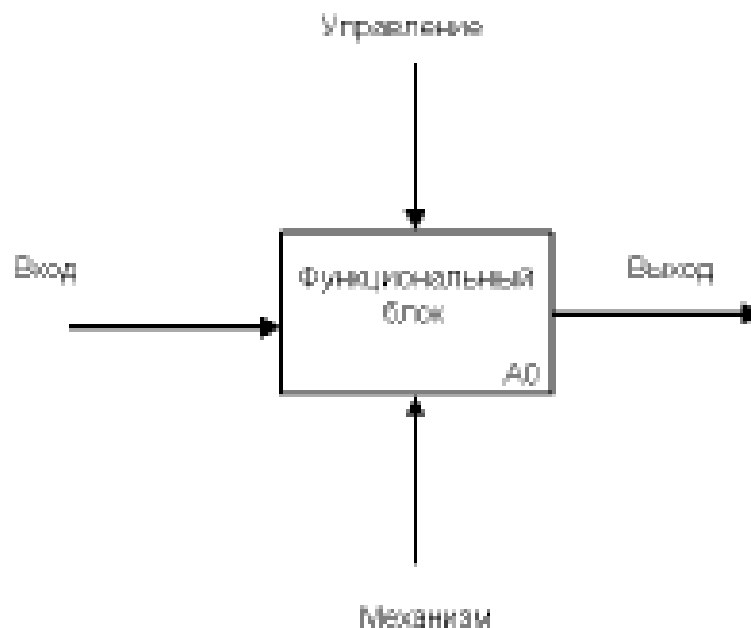 Управление
Вход
Функциональный
блок
Выход
A0
Механизм